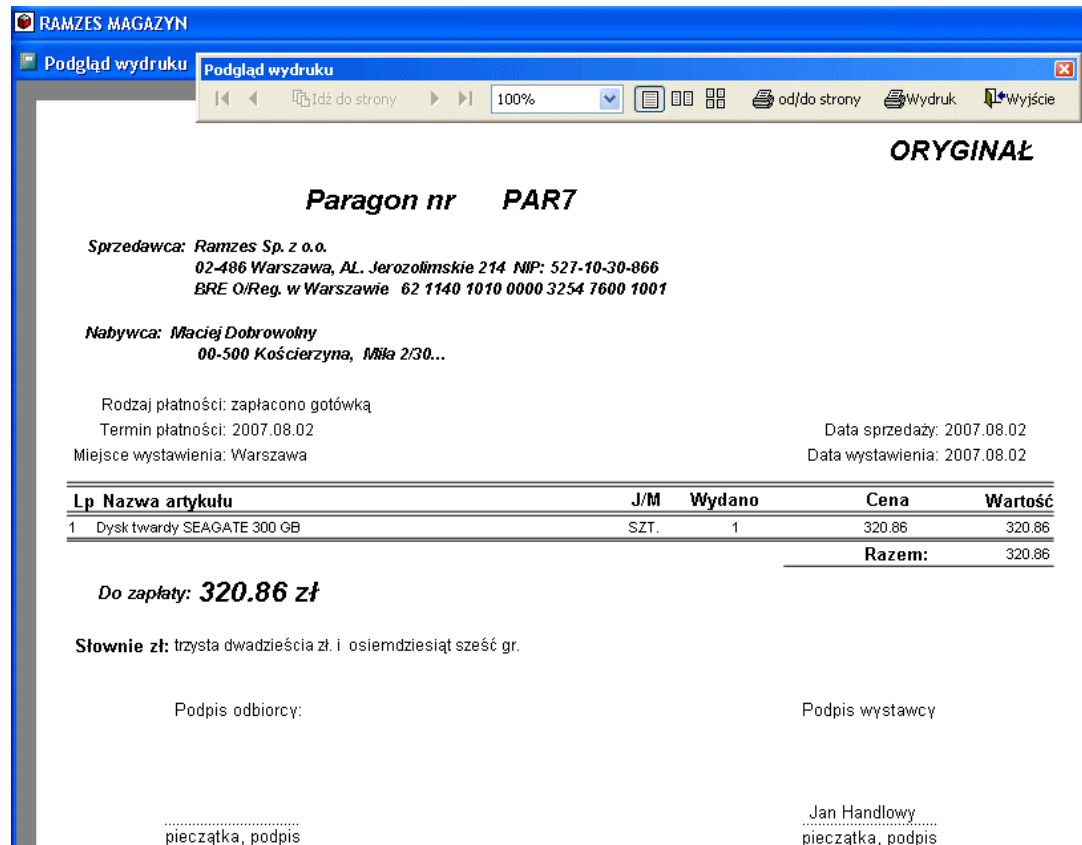 RAMZES MAGAZYN
Podgląd wydruku
Podgląd wydruku
Idź do strony 100% od/do strony Wydruk Wyjście
ORYGINAŁ
Paragon nr PAR7
Sprzedawca: Ramzes Sp. z o.o.
02-486 Warszawa, AL. Jerozolimskie 214 NIP: 527-10-30-866
BRE O/Reg. w Warszawie 62 1140 1010 0000 3254 7600 1001
Nabywca: Maciej Dobrowolny
00-500 Kościerzyna, Miła 2/30...
Rodzaj płatności: zapłacono gotówką
Termin płatności: 2007.08.02 Data sprzedaży: 2007.08.02
Miejsce wystawienia: Warszawa Data wystawienia: 2007.08.02
Lp Nazwa artykułu J/M Wydano Cena Wartość
1 Dysk twardy SEAGATE 300 GB SZT. 1 320.86 320.86
Razem: 320.86
Do zapłaty: 320.86 zł
Słownie zł: trzysta dwadzieścia zł. i osiemdziesiąt sześć gr.
Podpis odbiorcy: Podpis wystawcy
Jan Handlowy
pieczątka, podpis pieczątka, podpis